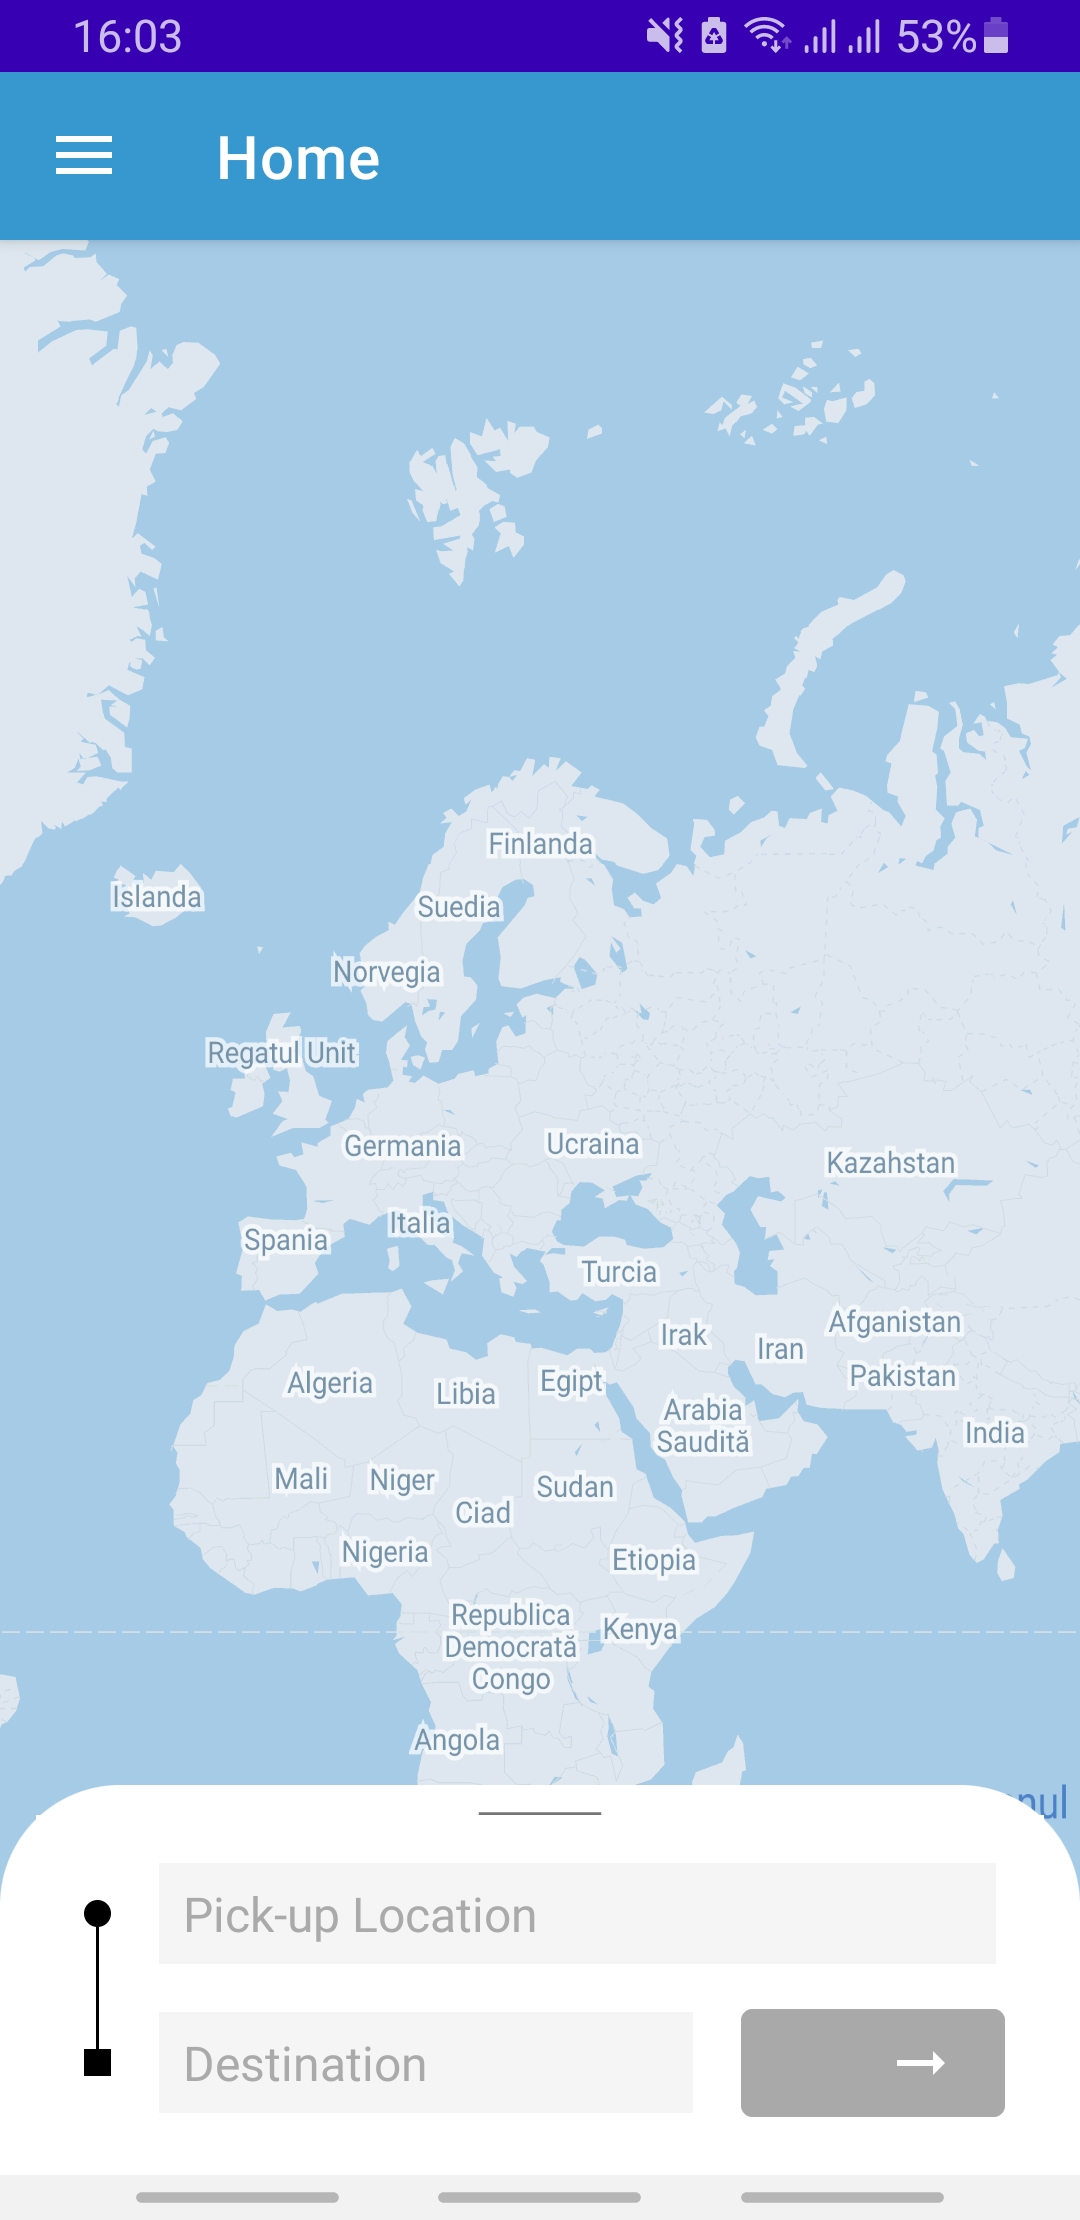 16:03
53%
Home
Finlanda
Islanda
Suedia
Norvegia
Regatul Unit
Germania
Ucraina
Kazahstan
Italia
Spania
Turcia
Afganistan
Irak
Iran
Pakistan
Algeria
Libia
Egipt
Arabia
Saudită
India
Mali
Niger
Sudan
Ciad
Nigeria
Etiopia
Republica
Democrată
Congo
Kenya
Angola
Pick-up Location
Destination